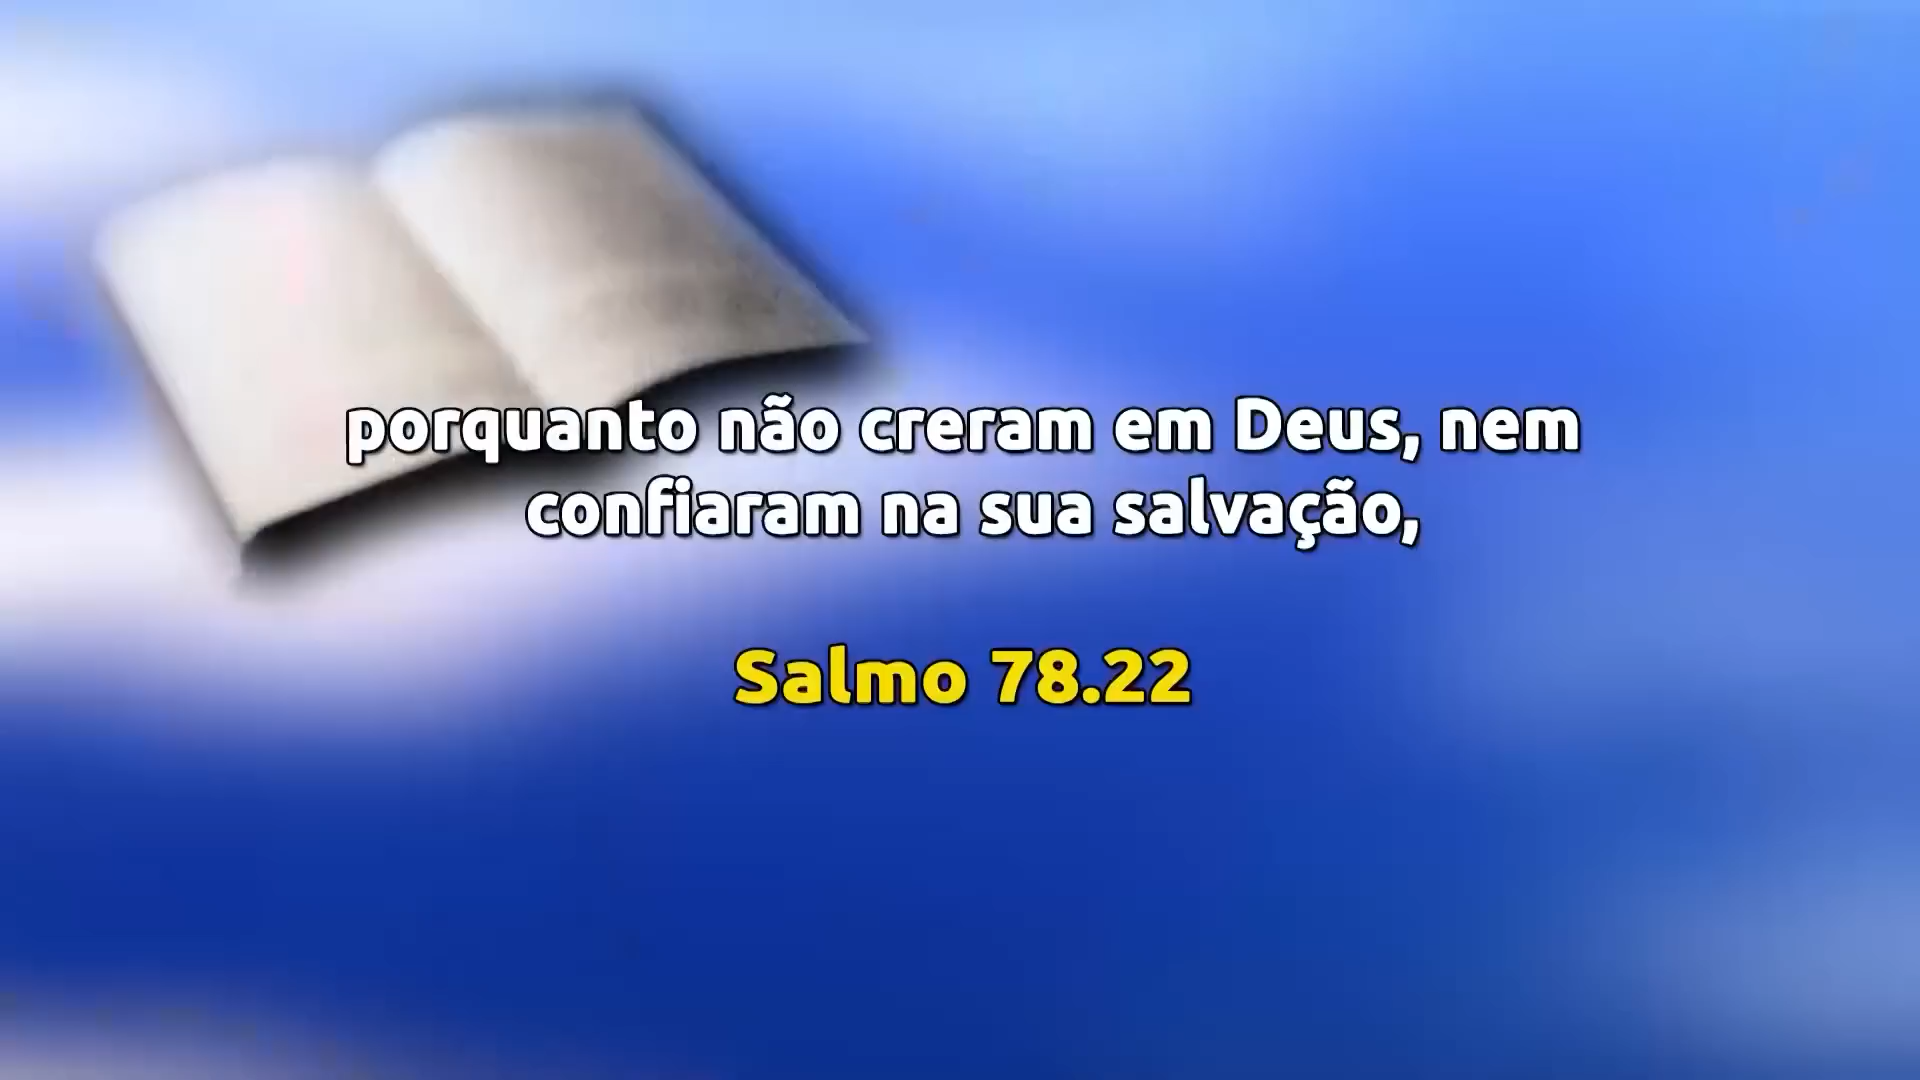 porquanto não creram em Deus, nem
confiaram na sua salvação,
Salmo 78.22